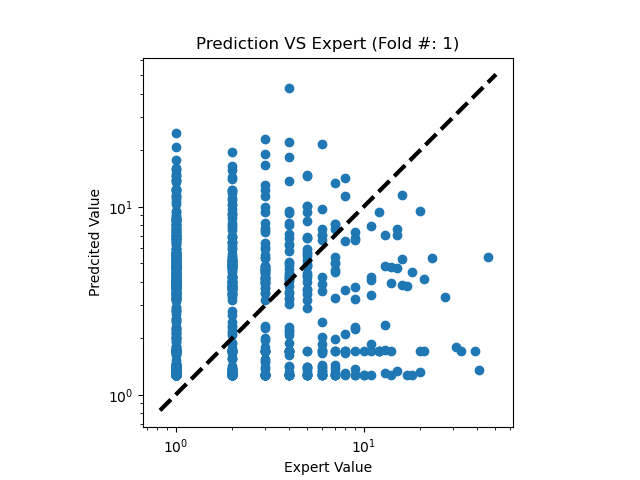 Prediction VS Expert (Fold #: 1)
Predcited Value
10¹
10⁰
10⁰ 10¹
Expert Value